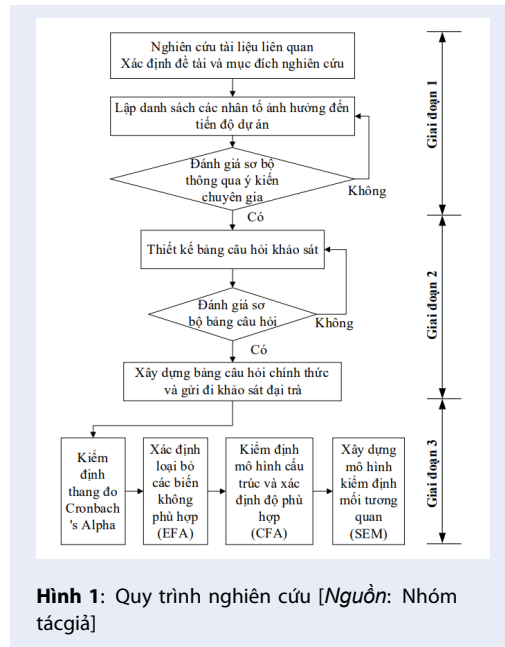 Nghiên cứu tài liệu liên quan
Xác định đề tài và mục đích nghiên cứu
Lập danh sách các nhân tố ảnh hưởng đến
tiến độ dự án
Đánh giá sơ bộ
thông qua ý kiến
chuyên gia
Không
Có
Giai đoạn 1
Thiết kế bảng câu hỏi khảo sát
Đánh giá sơ
bộ bảng câu hỏi
Không
Có
Xây dựng bảng câu hỏi chính thức
và gửi đi khảo sát đại trà
Giai đoạn 2
Kiểm
định
thang đo
Cronbach
's Alpha
Xác định
loại bỏ
các biến
không
phù hợp
(EFA)
Kiểm định
mô hình cấu
trúc và xác
định độ phù
hợp
(CFA)
Xây dựng
mô hình
kiểm định
mối tương
quan
(SEM)
Giai đoạn 3
Hình 1: Quy trình nghiên cứu [Nguồn: Nhóm
tácgiả]